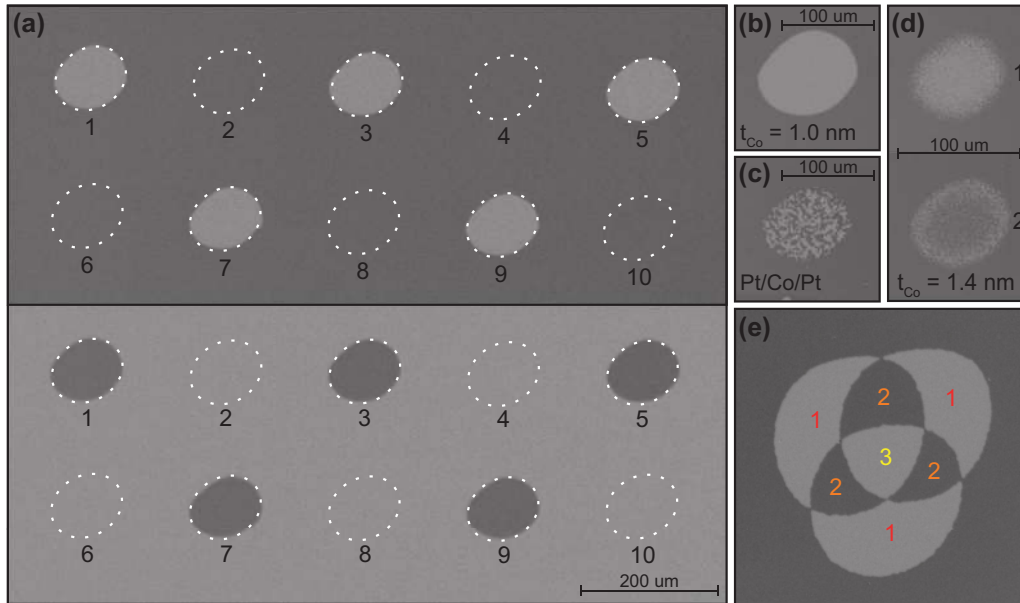 (a)
1 2 3 4 5
6 7 8 9 10
1 2 3 4 5
6 7 8 9 10
200 um
(b)
100 um
t_Co = 1.0 nm
(c)
100 um
Pt/Co/Pt
(d)
1
100 um
2
t_Co = 1.4 nm
(e)
1 2 1
3
2 2
1